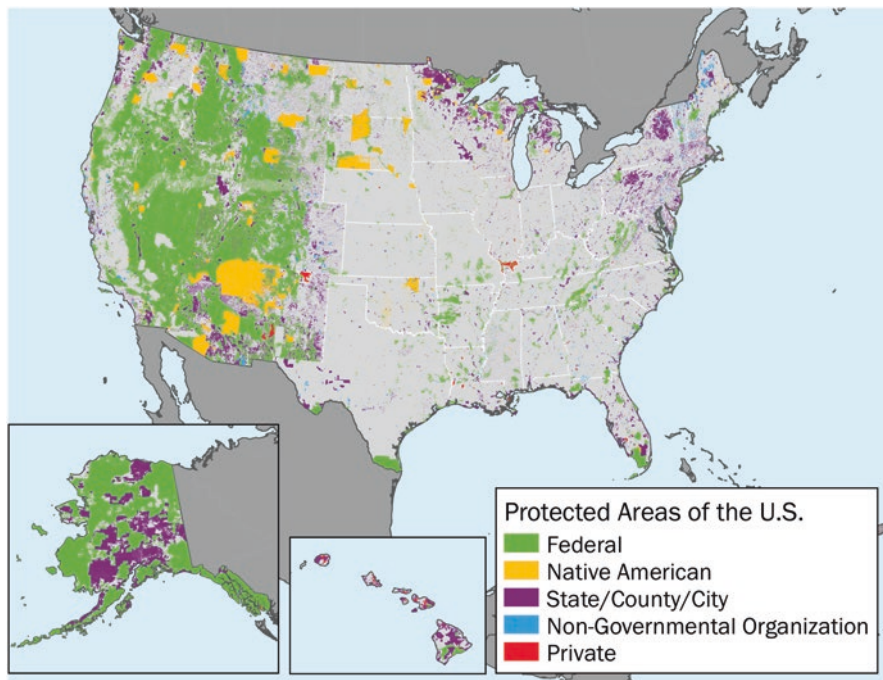 Protected Areas of the U.S.
Federal
Native American
State/County/City
Non-Governmental Organization
Private